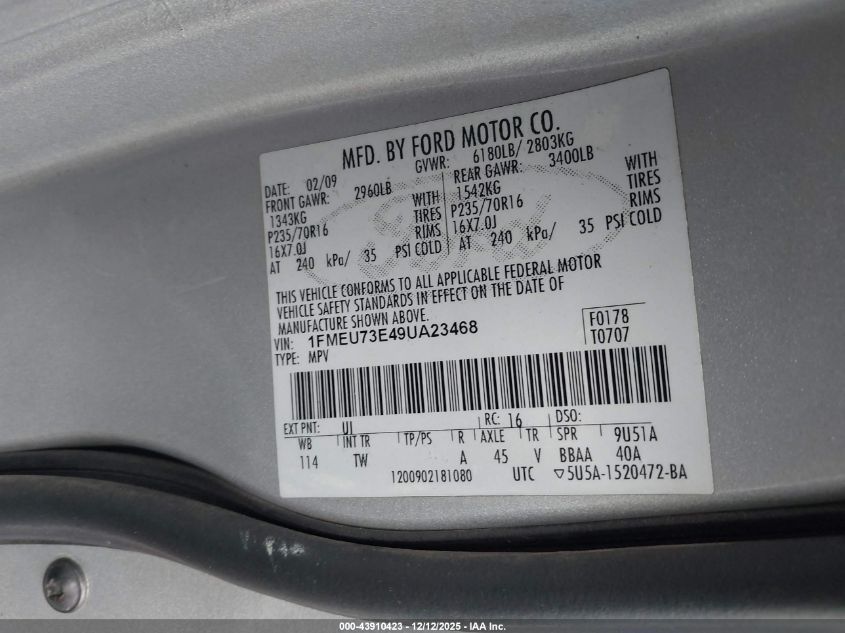 MFD. BY FORD MOTOR CO.
DATE: 02/09 GVWR: 6180LB/ 2803KG
FRONT GAWR: 2960LB REAR GAWR: 3400LB
1343KG WITH 1542KG WITH
P235/70R16 TIRES P235/70R16 TIRES
16X7.0J RIMS 16X7.0J RIMS
AT 240 kPa/ 35 PSI COLD AT 240 kPa/ 35 PSI COLD
Ford
THIS VEHICLE CONFORMS TO ALL APPLICABLE FEDERAL MOTOR
VEHICLE SAFETY STANDARDS IN EFFECT ON THE DATE OF
MANUFACTURE SHOWN ABOVE.
VIN: 1FMEU73E49UA23468 F0178
TYPE: MPV T0707
EXT PNT: UI RC: 16 DSO:
WB INT TR TP/PS R AXLE TR SPR 9U51A
114 TW A 45 V BBAA 40A
1200902181080 UTC ▽5U5A-1520472-BA
000-43910423 - 12/12/2025 - IAA Inc.